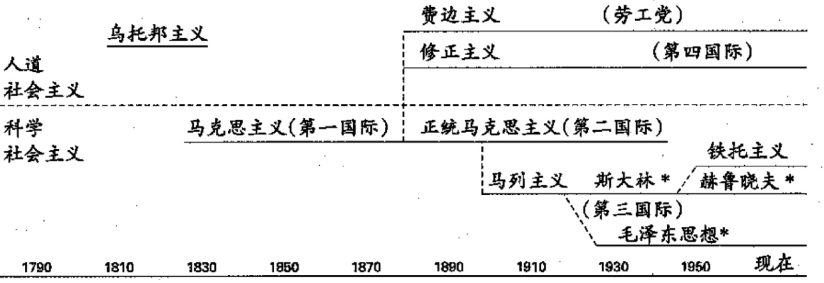 费边主义 (劳工党)
乌托邦主义
修正主义 (第四国际)
人道
社会主义
科学
社会主义
马克思主义(第一国际)
正統马克思主义(第二国际)
铁托主义
马列主义 斯大林* 赫鲁晓夫*
(第三国际)
毛泽东思想*
1790 1810 1830 1850 1870 1890 1910 1930 1950 现在